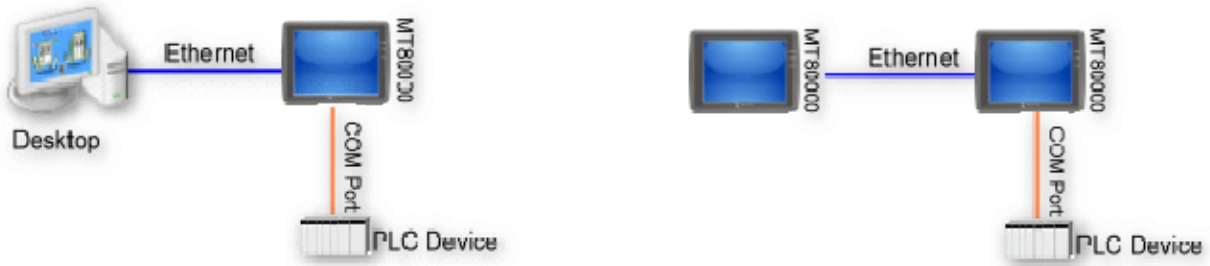 Ethernet
MT8000
Desktop
COM Port
PLC Device
MT8000
Ethernet
MT8000
COM Port
PLC Device